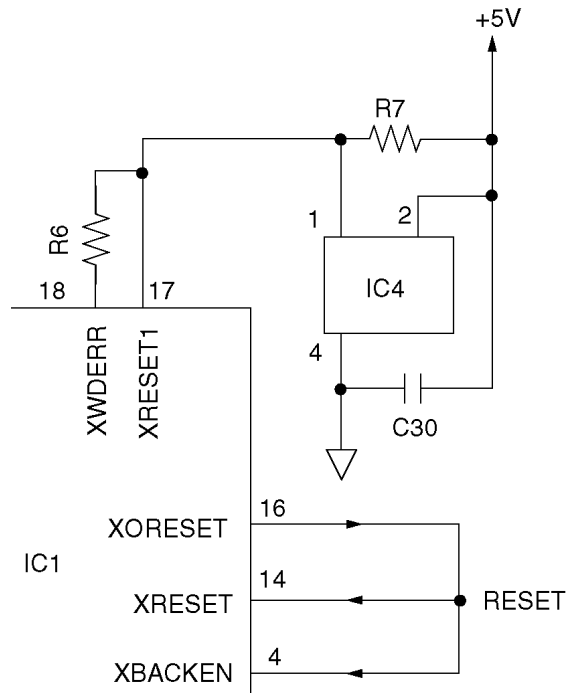 +5V
R7
1
2
R6
IC4
18
17
4
XWDERR
XRESET1
C30
16
XORESET
IC1
14
XRESET
RESET
4
XBACKEN